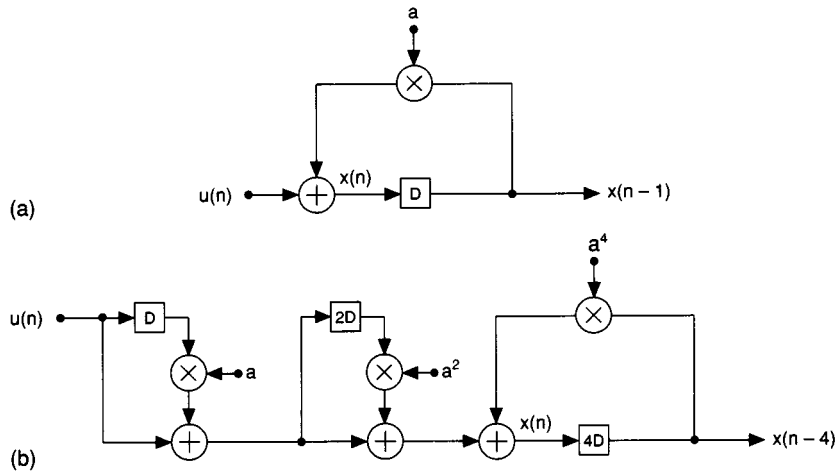 a
×
x(n)
u(n)
+
D
x(n − 1)
(a)
a⁴
u(n)
D
2D
×
×
a
×
a²
x(n)
+
+
+
4D
x(n − 4)
(b)